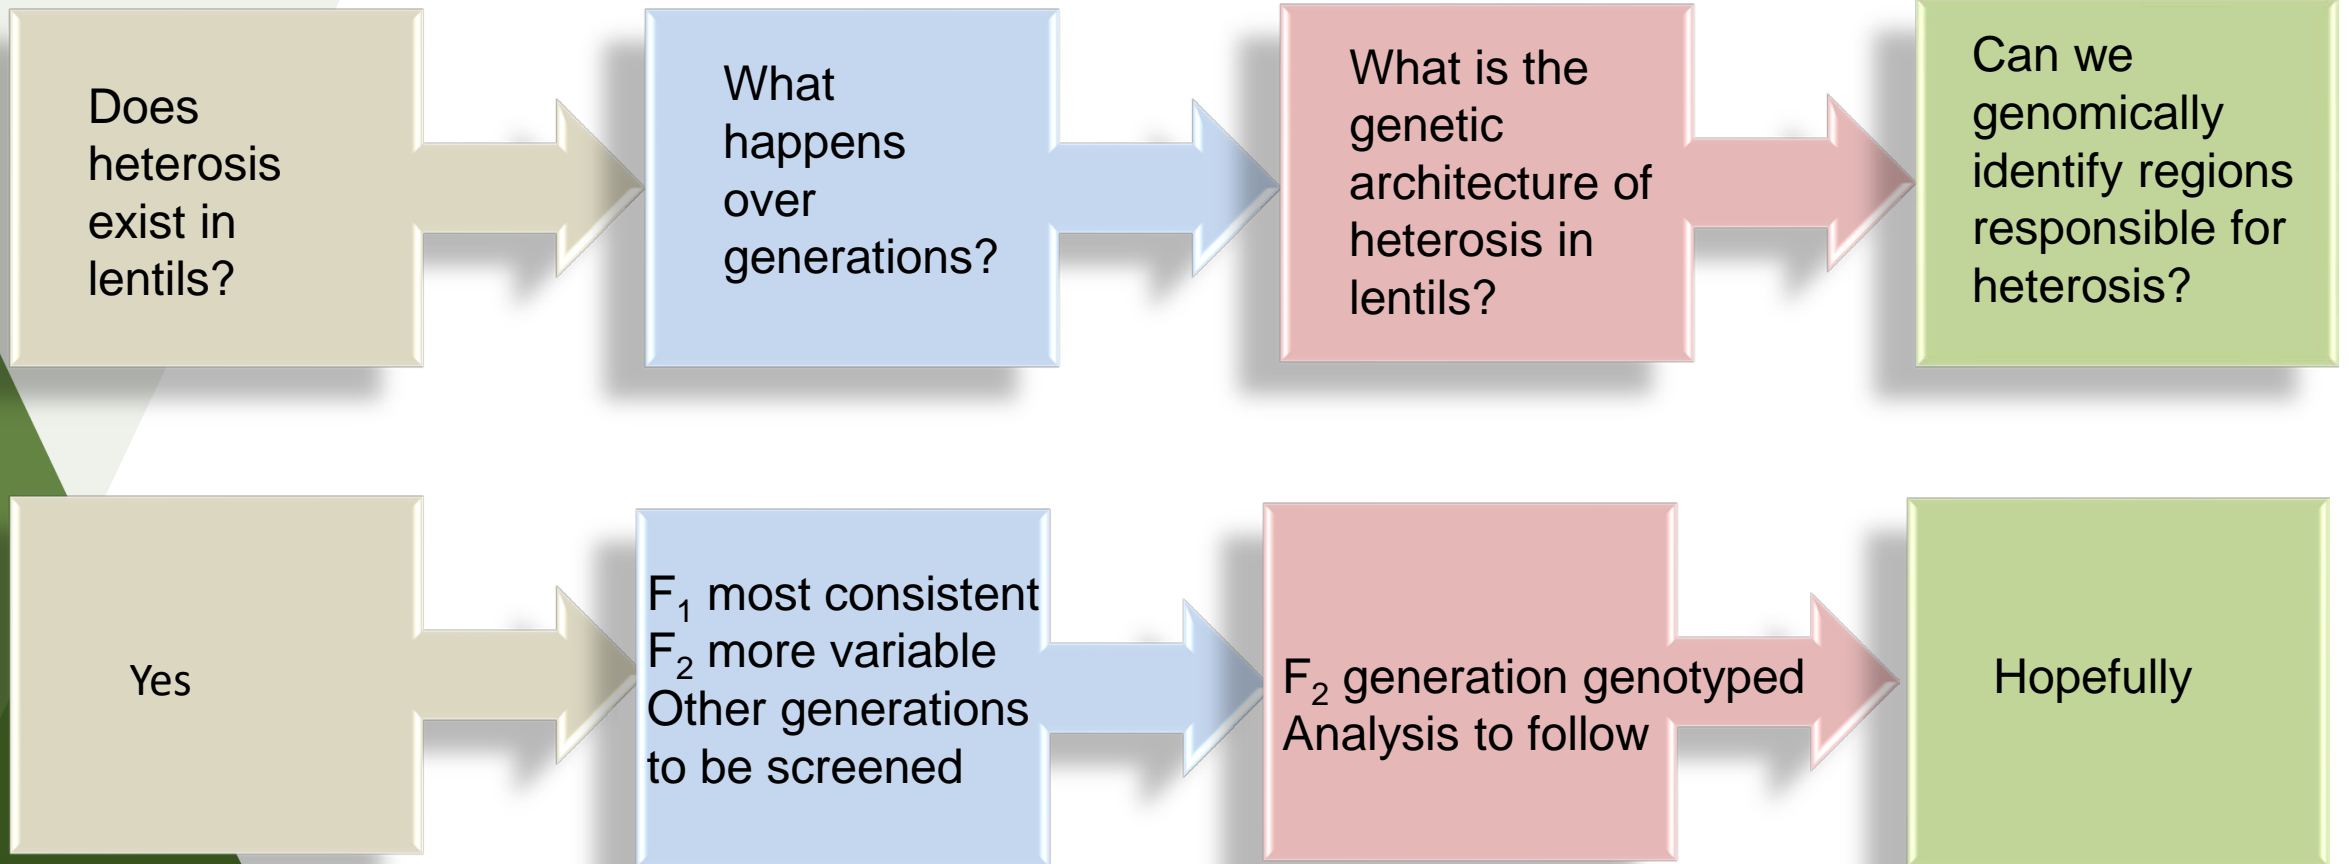 Does
heterosis
exist in
lentils?
What
happens
over
generations?
What is the
genetic
architecture of
heterosis in
lentils?
Can we
genomically
identify regions
responsible for
heterosis?
Yes
F₁ most consistent
F₂ more variable
Other generations
to be screened
F₂ generation genotyped
Analysis to follow
Hopefully